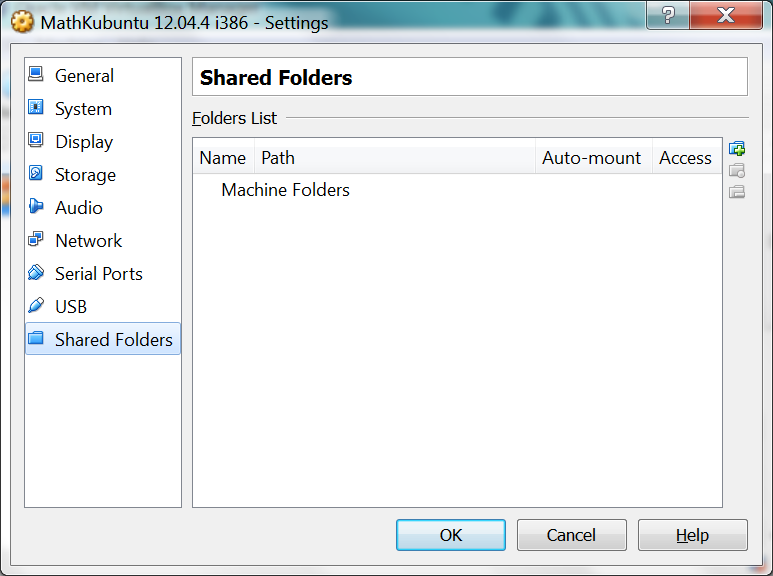 MathKubuntu 12.04.4 i386 - Settings
?
General
System
Display
Storage
Audio
Network
Serial Ports
USB
Shared Folders
Shared Folders
Folders List
Name Path Auto-mount Access
Machine Folders
OK Cancel Help